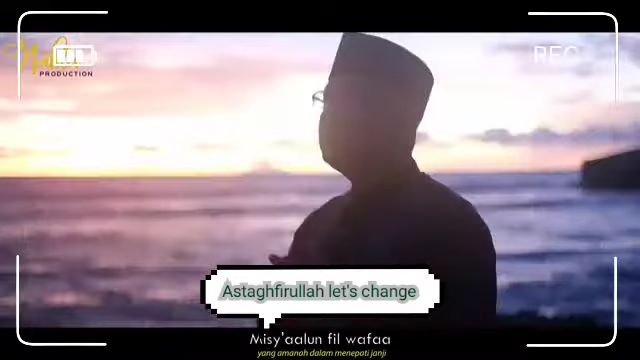 REC
PRODUCTION
Astaghfirullah let's change
Misy'aalun fil wafaa
yang amanah dalam menepati janji